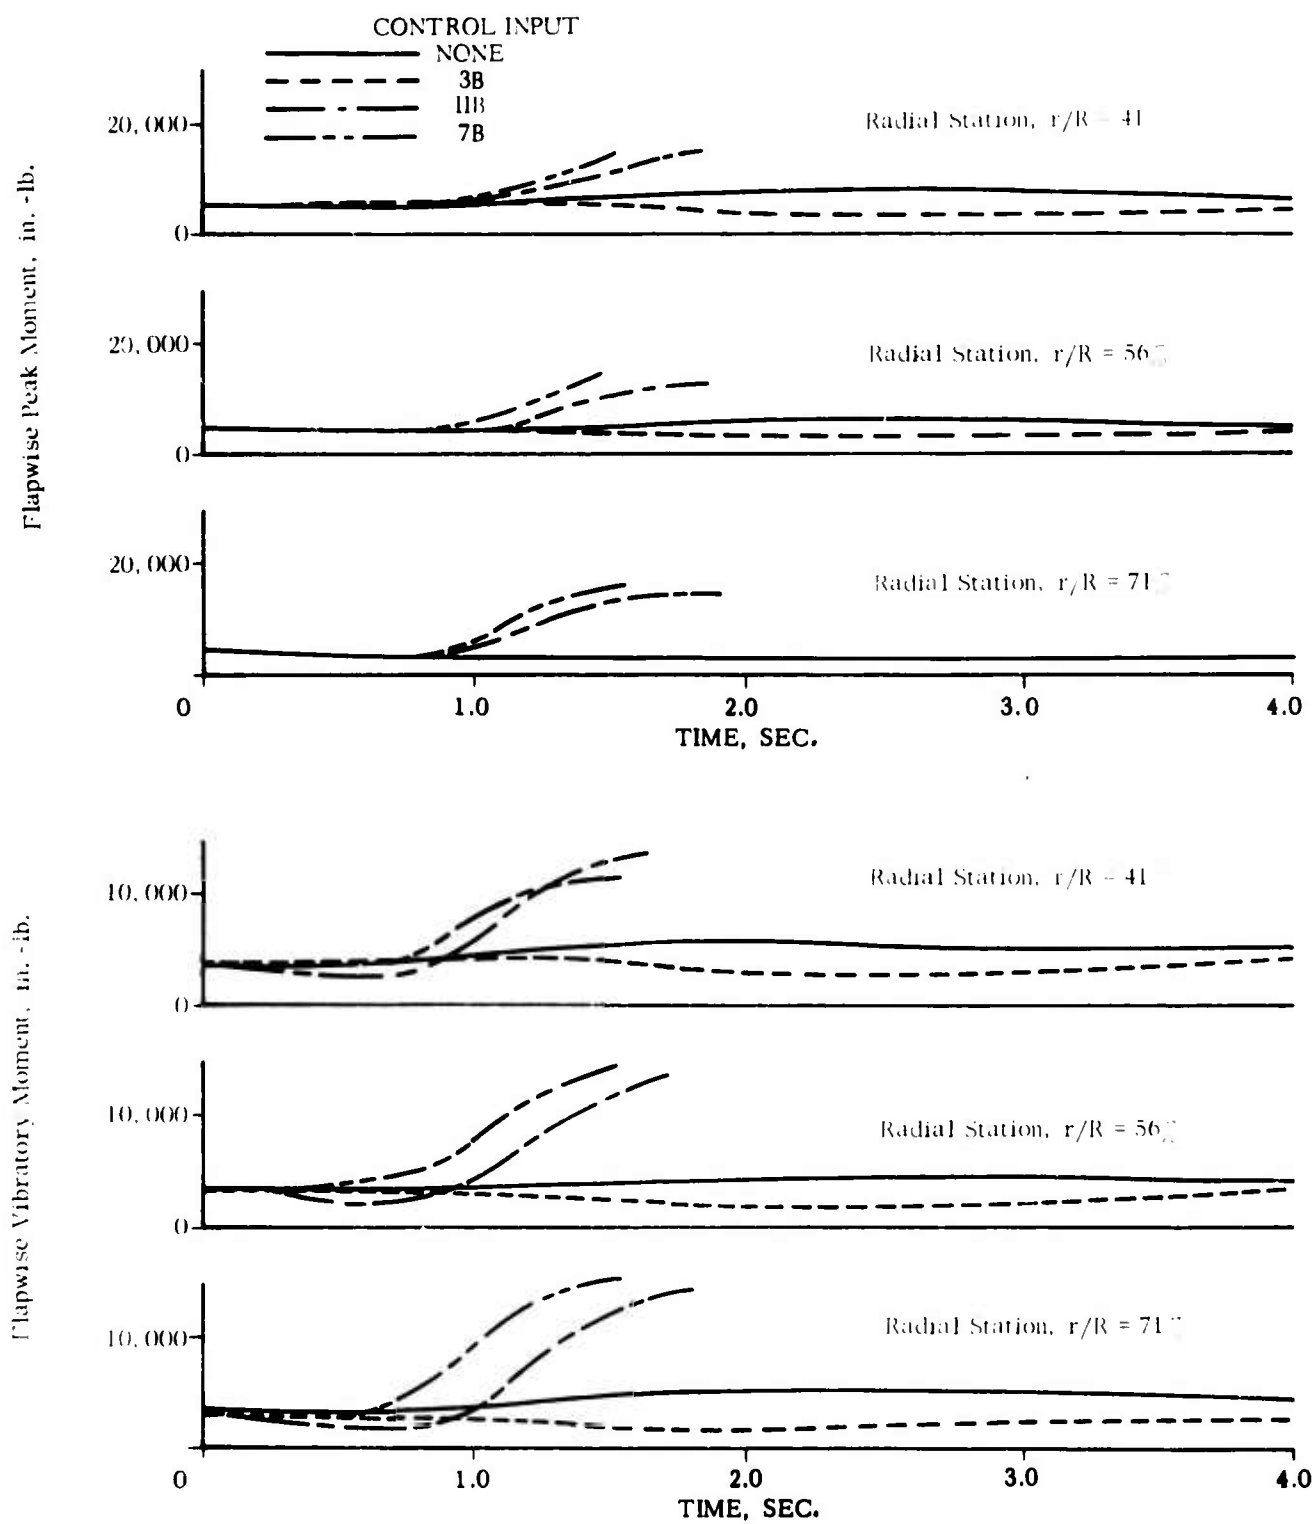 CONTROL INPUT
NONE
3B
11B
7B
Flapwise Peak Moment, in. -lb.
20,000
Radial Station, r/R = 41
0
20,000
Radial Station, r/R = 56
0
20,000
Radial Station, r/R = 71
0 1.0 2.0 3.0 4.0
TIME, SEC.
Flapwise Vibratory Moment, in. -lb.
10,000
Radial Station, r/R = 41
0
10,000
Radial Station, r/R = 56
0
10,000
Radial Station, r/R = 71
0 1.0 2.0 3.0 4.0
TIME, SEC.